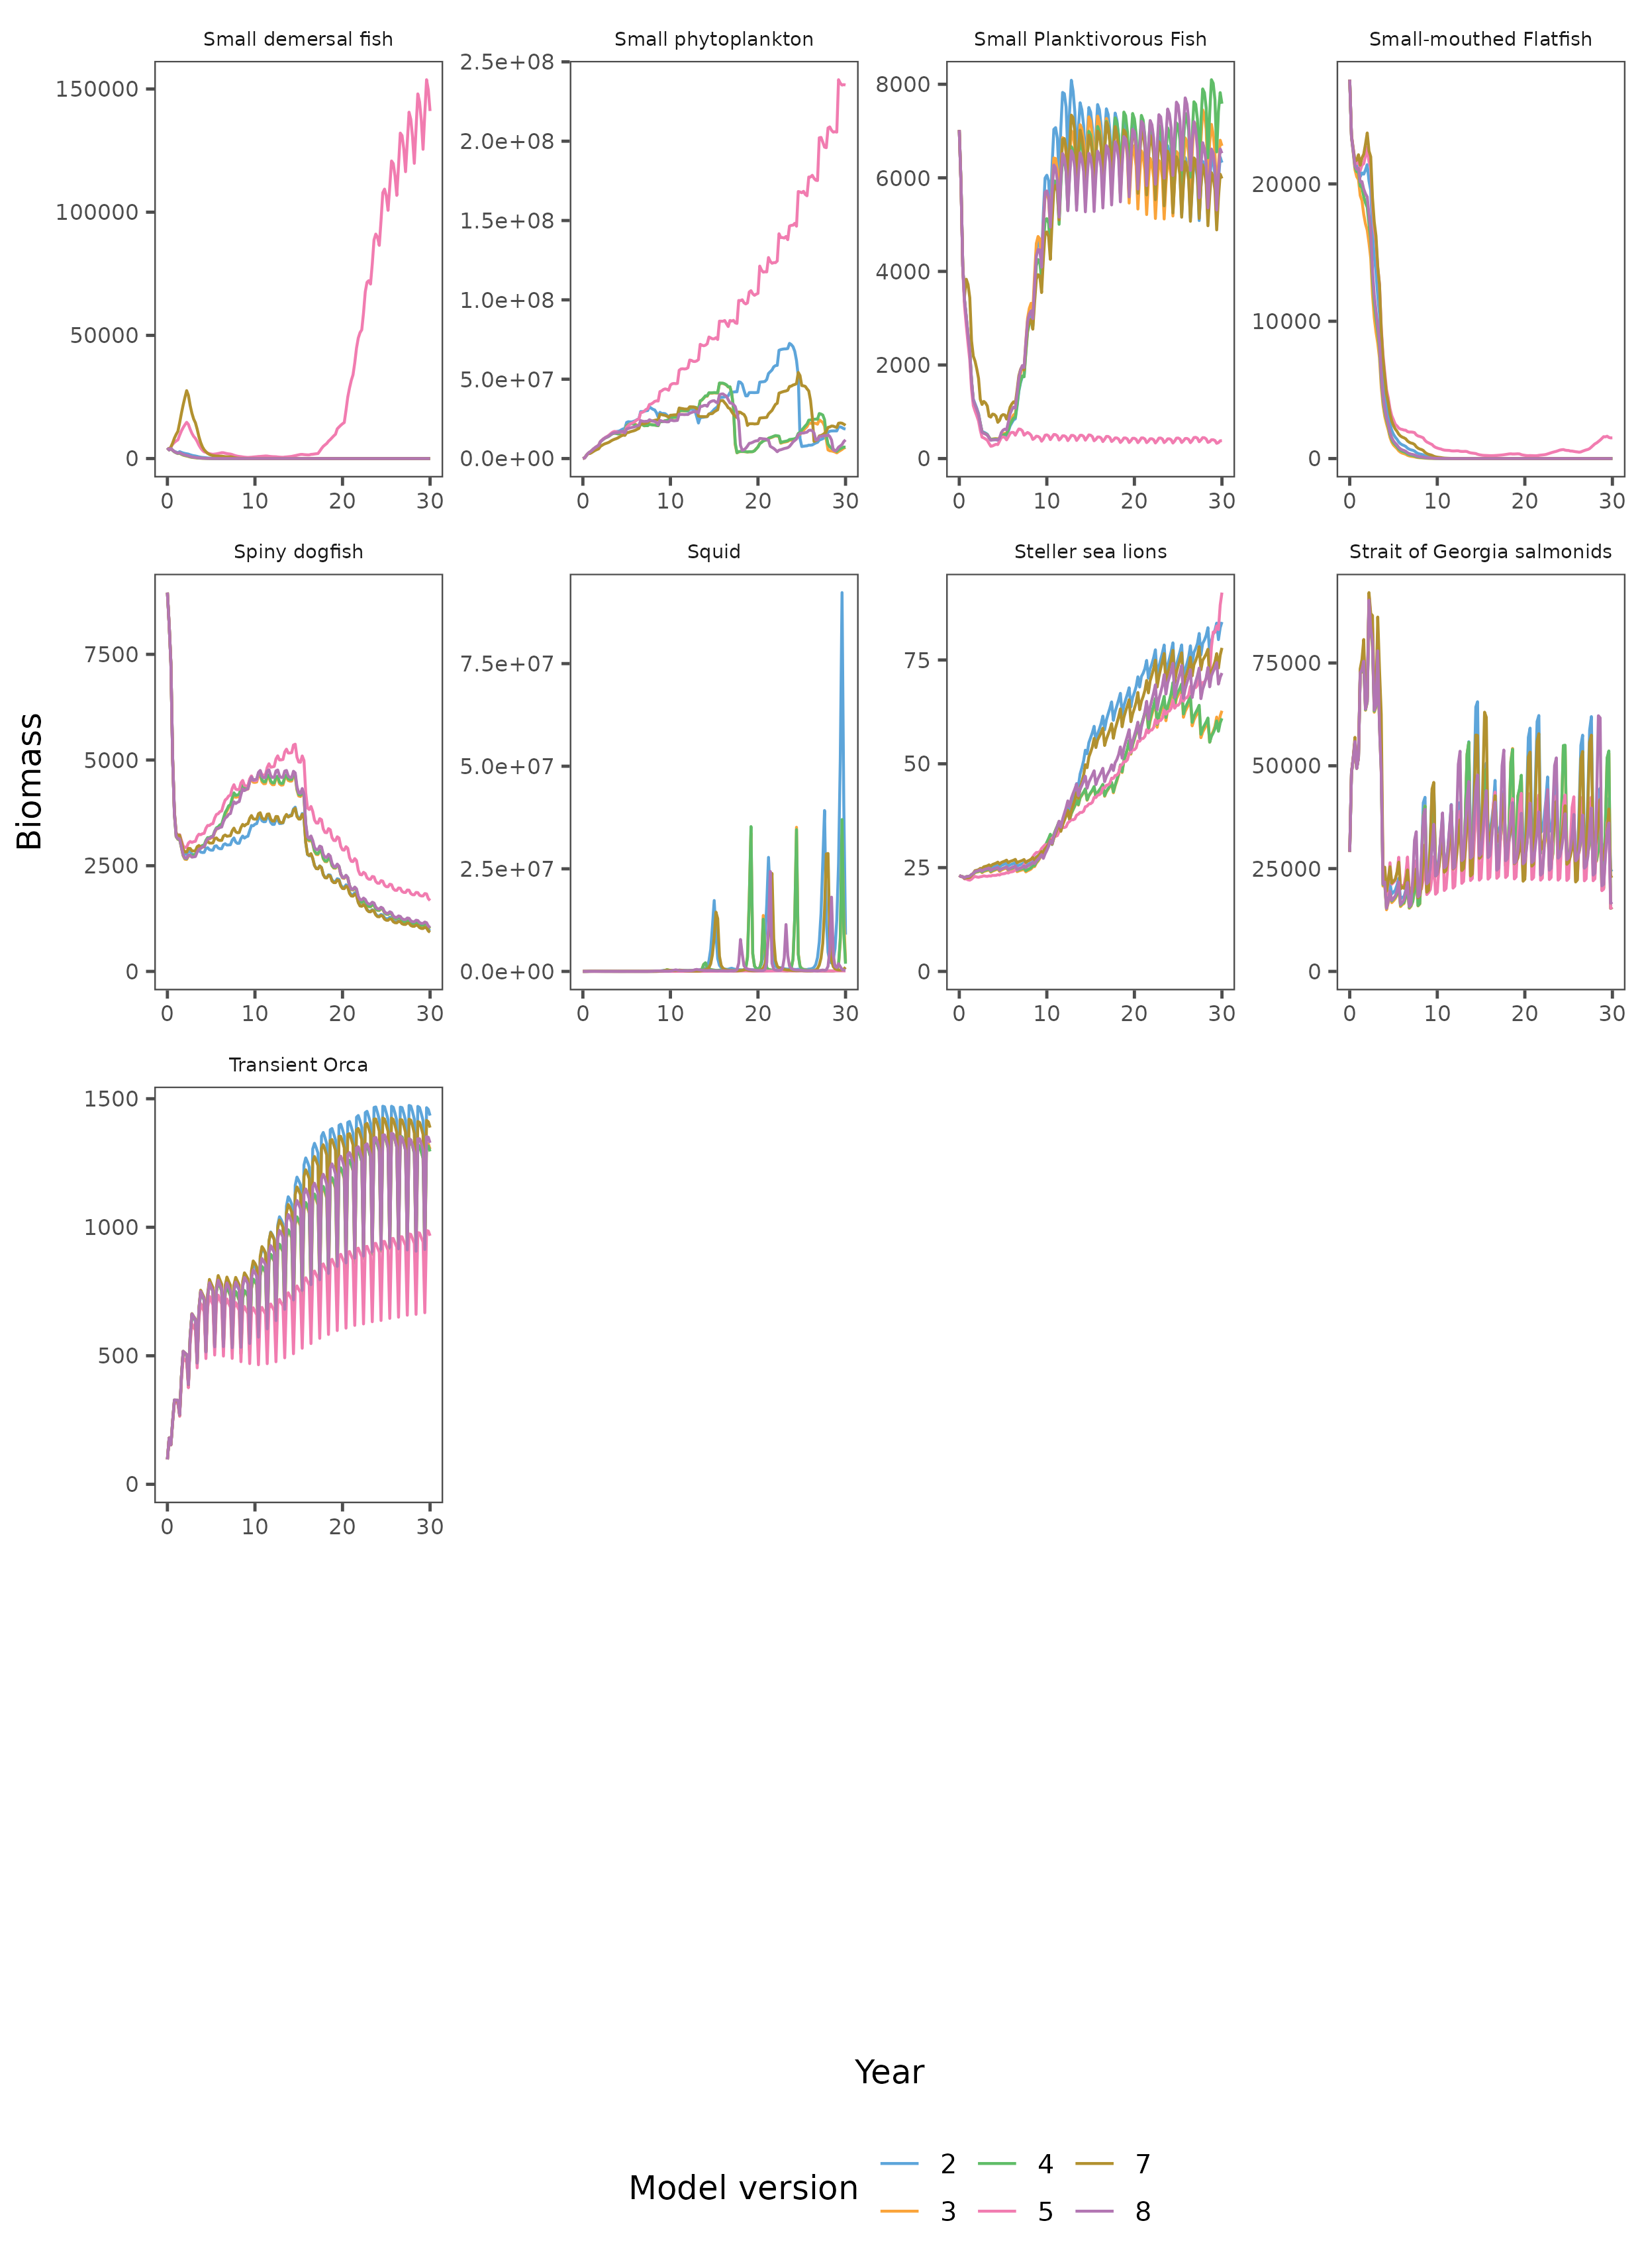 Small demersal fish
Small phytoplankton
Small Planktivorous Fish
Small-mouthed Flatfish
150000
100000
50000
0
0 10 20 30
2.5e+08
2.0e+08
1.5e+08
1.0e+08
5.0e+07
0.0e+00
0 10 20 30
8000
6000
4000
2000
0
0 10 20 30
20000
10000
0
0 10 20 30
Spiny dogfish
Squid
Steller sea lions
Strait of Georgia salmonids
Biomass
7500
5000
2500
0
0 10 20 30
7.5e+07
5.0e+07
2.5e+07
0.0e+00
0 10 20 30
75
50
25
0
0 10 20 30
75000
50000
25000
0
0 10 20 30
Transient Orca
1500
1000
500
0
0 10 20 30
Year
Model version
2 4 7
3 5 8